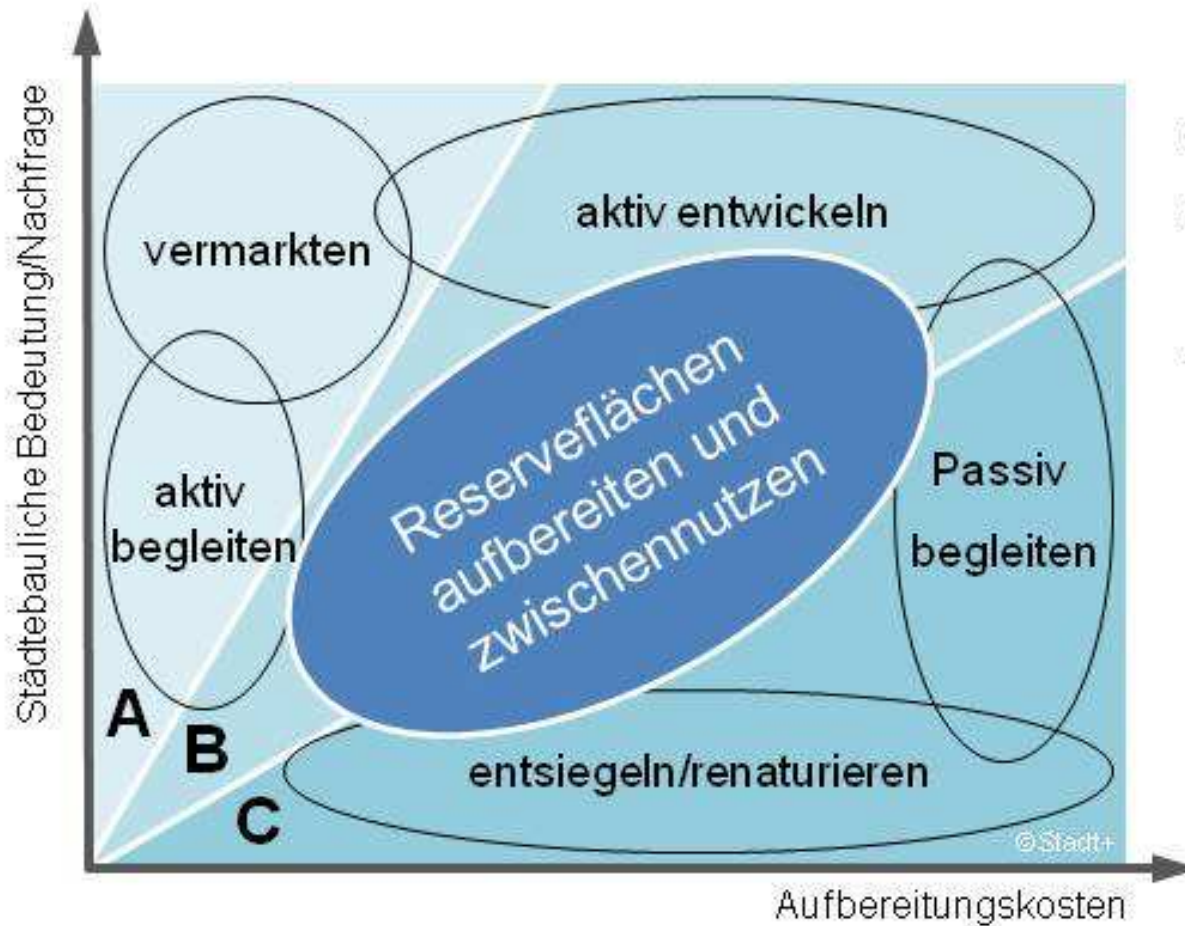 Städtebauliche Bedeutung/Nachfrage
vermarkten
aktiv entwickeln
aktiv
begleiten
Reserveflächen
aufbereiten und
zwischennutzen
Passiv
begleiten
A
B
C
entsiegeln/renaturieren
©Stadt+
Aufbereitungskosten